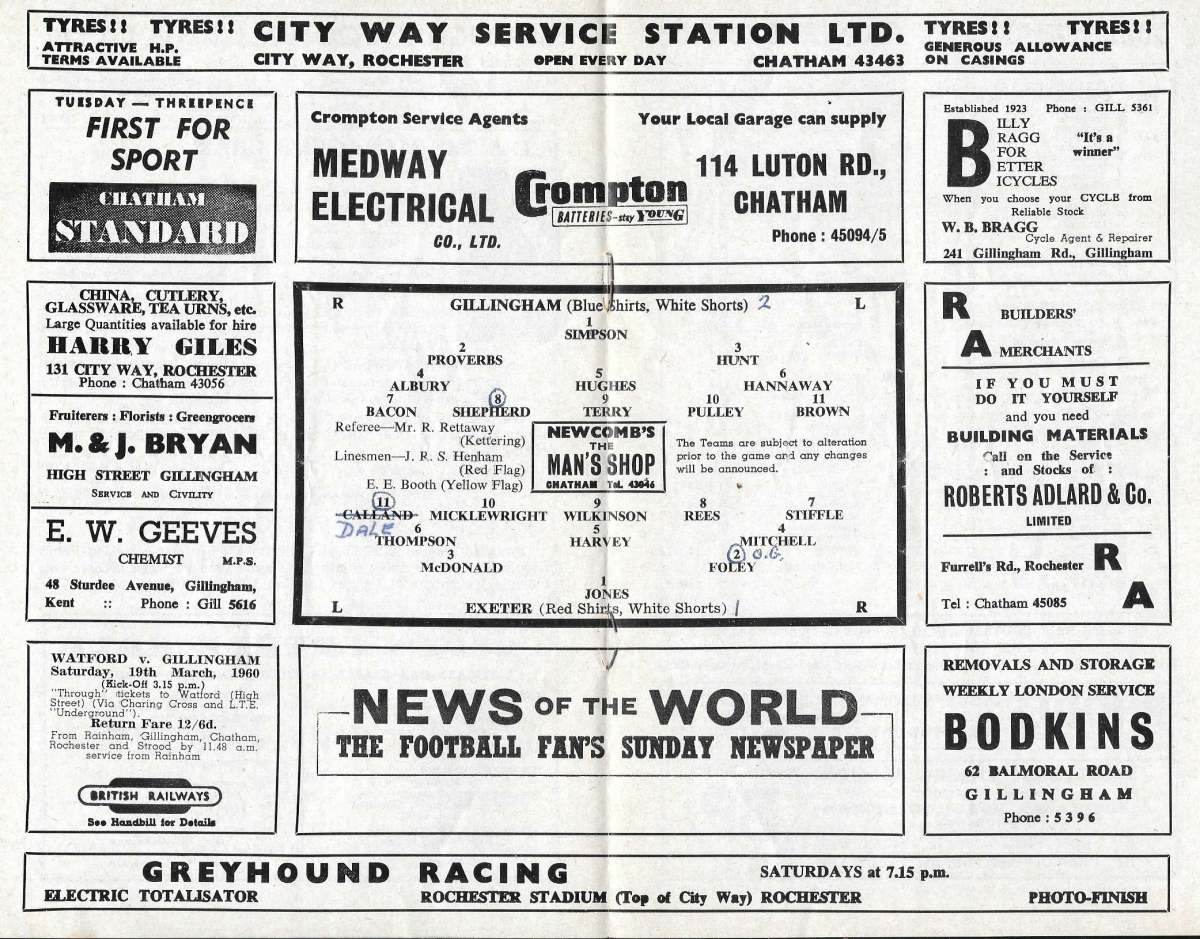 TYRES!! TYRES!! CITY WAY SERVICE STATION LTD. TYRES!! TYRES!!
ATTRACTIVE H.P. TERMS AVAILABLE
CITY WAY, ROCHESTER OPEN EVERY DAY CHATHAM 43463
GENEROUS ALLOWANCE ON CASINGS
TUESDAY — THREEPENCE
FIRST FOR
SPORT
CHATHAM
STANDARD
Crompton Service Agents Your Local Garage can supply
MEDWAY
ELECTRICAL
CO., LTD.
Crompton
BATTERIES-stay YOUNG
114 LUTON RD.,
CHATHAM
Phone : 45094/5
Established 1923 Phone : GILL 5361
BILLY
BRAGG
FOR
BETTER
BICYCLES
"It's a
winner"
When you choose your CYCLE from
Reliable Stock
W. B. BRAGG
Cycle Agent & Repairer
241 Gillingham Rd., Gillingham
CHINA, CUTLERY,
GLASSWARE, TEA URNS, etc.
Large Quantities available for hire
HARRY GILES
131 CITY WAY, ROCHESTER
Phone : Chatham 43056
Fruiterers : Florists : Greengrocers
M. & J. BRYAN
HIGH STREET GILLINGHAM
SERVICE AND CIVILITY
E. W. GEEVES
CHEMIST M.P.S.
48 Sturdee Avenue, Gillingham,
Kent :: Phone : Gill 5616
R GILLINGHAM (Blue Shirts, White Shorts) 2 L
1
SIMPSON
2 3
PROVERBS HUNT
4 5 6
ALBURY HUGHES HANNAWAY
7 8 9 10 11
BACON SHEPHERD TERRY PULLEY BROWN
Referee—Mr. R. Rettaway
(Kettering)
Linesmen—J. R. S. Henham
(Red Flag)
E. E. Booth (Yellow Flag)
NEWCOMB'S
THE
MAN'S SHOP
CHATHAM TEL. 43046
The Teams are subject to alteration
prior to the game and any changes
will be announced.
11 10 9 8 7
CALLAND MICKLEWRIGHT WILKINSON REES STIFFLE
DALE
6 5 4
THOMPSON HARVEY MITCHELL
3 2 O.G.
McDONALD FOLEY
1
JONES
L EXETER (Red Shirts, White Shorts) 1 R
R BUILDERS'
A MERCHANTS
IF YOU MUST
DO IT YOURSELF
and you need
BUILDING MATERIALS
Call on the Service
: and Stocks of :
ROBERTS ADLARD & Co.
LIMITED
Furrell's Rd., Rochester R
Tel : Chatham 45085 A
WATFORD v. GILLINGHAM
Saturday, 19th March, 1960
(Kick-Off 3.15 p.m.)
"Through" tickets to Watford (High
Street) (Via Charing Cross and L.T.E.
"Underground").
Return Fare 12/6d.
From Rainham, Gillingham, Chatham,
Rochester and Strood by 11.48 a.m.
service from Rainham
BRITISH RAILWAYS
See Handbill for Details
NEWS OF THE WORLD
THE FOOTBALL FAN'S SUNDAY NEWSPAPER
REMOVALS AND STORAGE
WEEKLY LONDON SERVICE
BODKINS
62 BALMORAL ROAD
GILLINGHAM
Phone : 5396
GREYHOUND RACING SATURDAYS at 7.15 p.m.
ELECTRIC TOTALISATOR ROCHESTER STADIUM (Top of City Way) ROCHESTER PHOTO-FINISH